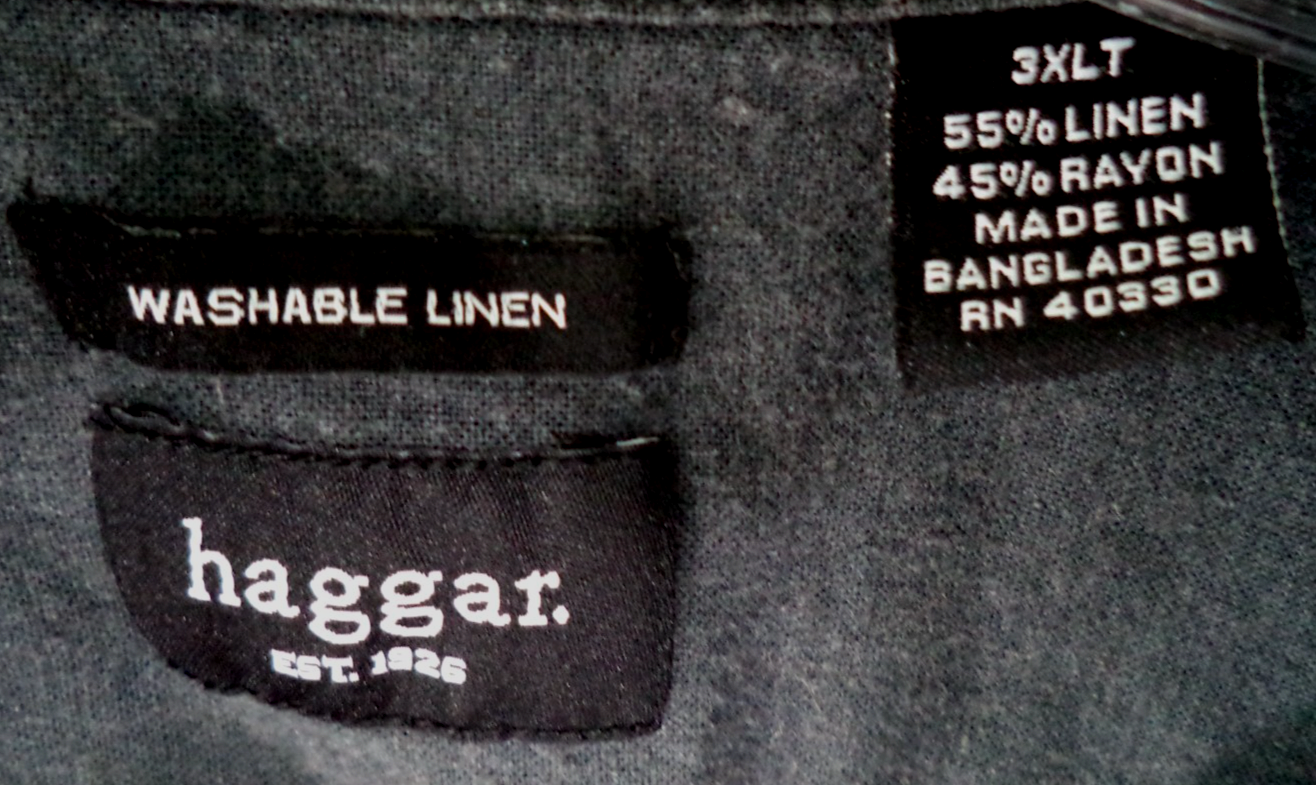 3XLT
55% LINEN
45% RAYON
MADE IN
BANGLADESH
RN 40330
WASHABLE LINEN
haggar.
EST. 1926